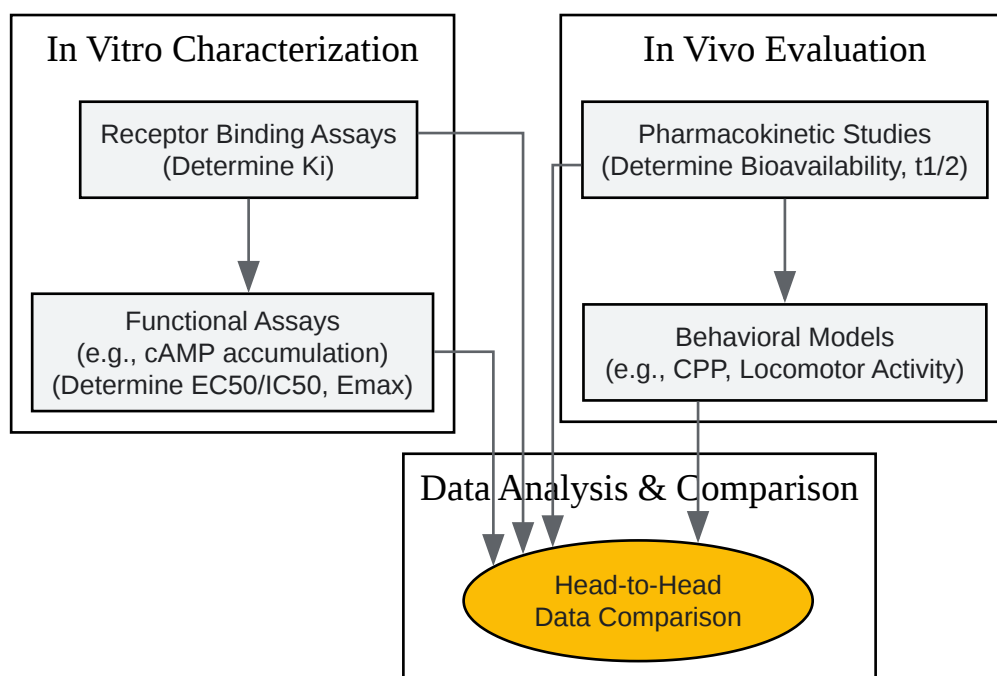 In Vitro Characterization
Receptor Binding Assays
(Determine Ki)
Functional Assays
(e.g., cAMP accumulation)
(Determine EC50/IC50, Emax)
In Vivo Evaluation
Pharmacokinetic Studies
(Determine Bioavailability, t1/2)
Behavioral Models
(e.g., CPP, Locomotor Activity)
Data Analysis & Comparison
Head-to-Head
Data Comparison